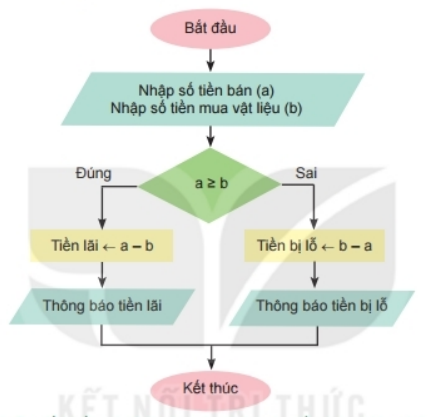 Bắt đầu
Nhập số tiền bán (a)
Nhập số tiền mua vật liệu (b)
Đúng
a ≥ b
Sai
Tiền lãi ← a – b
Tiền bị lỗ ← b – a
Thông báo tiền lãi
Thông báo tiền bị lỗ
Kết thúc
KẾT NỐI TRI THỨC